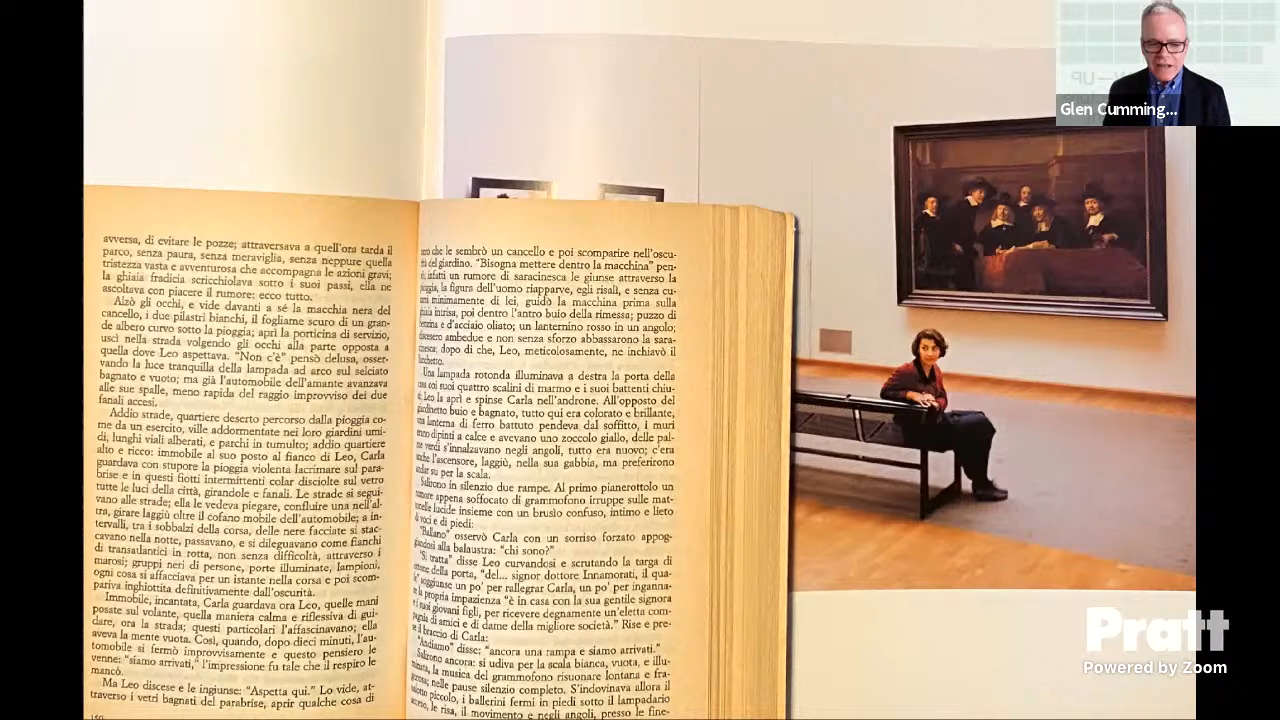 avversa, di evitare le pozze; attraversava a quell'ora tarda il
parco, senza paura, senza meraviglia, senza neppure quella
tristezza vasta e avventurosa che accompagna le azioni gravi;
la ghiaia fradicia scricchiolava sotto i suoi passi, ella ne
ascoltava con piacere il rumore: ecco tutto.
Alzò gli occhi, e vide davanti a sé la macchia nera del
cancello, i due pilastri bianchi, il fogliame scuro di un gran-
de albero curvo sotto la pioggia; aprì la porticina di servizio,
uscì nella strada volgendo gli occhi alla parte opposta a
quella dove Leo aspettava. "Non c'è" pensò delusa, osser-
vando la luce tranquilla della lampada ad arco sul selciato
bagnato e vuoto; ma già l'automobile dell'amante avanzava
alle sue spalle, meno rapida del raggio improvviso dei due
fanali accesi.
Addio strade, quartiere deserto percorso dalla pioggia co-
me da un esercito, ville addormentate nei loro giardini umi-
di, lunghi viali alberati, e parchi in tumulto; addio quartiere
alto e ricco: immobile al suo posto al fianco di Leo, Carla
guardava con stupore la pioggia violenta lacrimar sul para-
brise e in questi fiotti intermittenti colar disciolte sul vetro
tutte le luci della città, girandole e fanali. Le strade si segui-
vano alle strade; ella le vedeva piegare, confluire una nell'al-
tra, girare laggiù oltre il cofano mobile dell'automobile; a in-
tervalli, tra i sobbalzi della corsa, delle nere facciate si stac-
cavano nella notte, passavano, e si dileguavano come fianchi
di transatlantici in rotta, non senza difficoltà, attraverso i
marosi; gruppi neri di persone, porte illuminate, lampioni,
ogni cosa si affacciava per un istante nella corsa e poi scom-
pariva inghiottita definitivamente dall'oscurità.
Immobile, incantata, Carla guardava ora Leo, quelle mani
posate sul volante, quella maniera calma e riflessiva di gui-
dare, ora la strada; questi particolari l'affascinavano; ella
aveva la mente vuota. Così, quando, dopo dieci minuti, l'au-
tomobile si fermò improvvisamente e questo pensiero le
venne: "siamo arrivati," l'impressione fu tale che il respiro le
mancò.
Ma Leo discese e le ingiunse: "Aspetta qui." Lo vide, at-
traverso i vetri bagnati del parabrise, aprir qualche cosa di
150
che le sembrò un cancello e poi scomparire nell'oscu-
del giardino. "Bisogna mettere dentro la macchina" pen-
infatti un rumore di saracinesca le giunse attraverso la
la figura dell'uomo riapparve, egli risalì, e senza cu-
minimamente di lei, guidò la macchina prima sulla
intrisa, poi dentro l'antro buio della rimessa; puzzo di
e d'acciaio oliato; un lanternino rosso in un angolo;
ambedue e non senza sforzo abbassarono la sara-
dopo di che, Leo, meticolosamente, ne inchiavò il
Una lampada rotonda illuminava a destra la porta della
coi suoi quattro scalini di marmo e i suoi battenti chiu-
Leo la aprì e spinse Carla nell'androne. All'opposto del
buio e bagnato, tutto qui era colorato e brillante,
lanterna di ferro battuto pendeva dal soffitto, i muri
dipinti a calce e avevano uno zoccolo giallo, delle pal-
verdi s'innalzavano negli angoli, tutto era nuovo; c'era
l'ascensore, laggiù, nella sua gabbia, ma preferirono
su per la scala.
Salirono in silenzio due rampe. Al primo pianerottolo un
rumore appena soffocato di grammofono irruppe sulle mat-
lucide insieme con un brusìo confuso, intimo e lieto
di voci e di piedi:
"Ballano" osservò Carla con un sorriso forzato appog-
giandosi alla balaustra: "chi sono?"
"Si tratta" disse Leo curvandosi e scrutando la targa di
della porta, "del... signor dottore Innamorati, il qua-
soggiunse un po' per rallegrar Carla, un po' per inganna-
la propria impazienza "è in casa con la sua gentile signora
i suoi giovani figli, per ricevere degnamente un'eletta com-
di amici e di dame della migliore società." Rise e pre-
se il braccio di Carla:
"Andiamo" disse: "ancora una rampa e siamo arrivati."
Salirono ancora: si udiva per la scala bianca, vuota, e illu-
minata, la musica del grammofono risuonare lontana e fra-
nelle pause silenzio completo. S'indovinava allora il
salotto piccolo, i ballerini fermi in piedi sotto il lampadario
le risa, il movimento e negli angoli, presso le fine-
Glen Cumming...
Pratt
Powered by Zoom